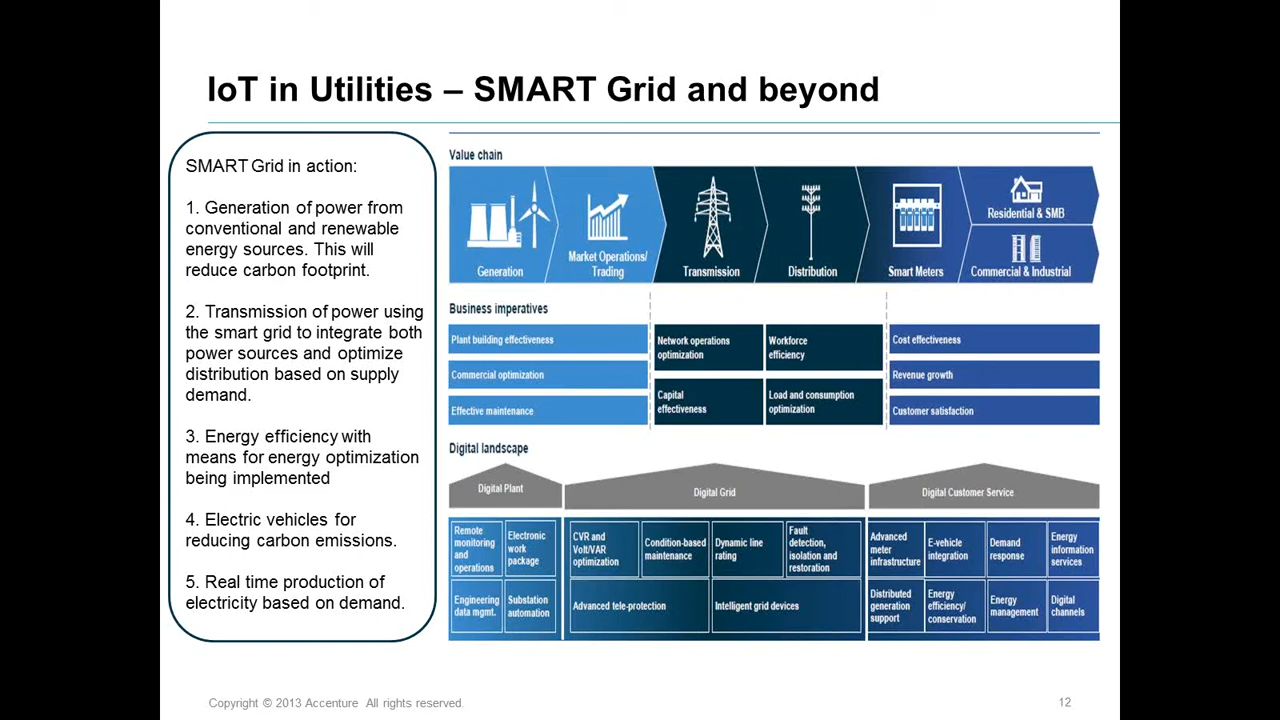 IoT in Utilities – SMART Grid and beyond
SMART Grid in action:
1. Generation of power from
conventional and renewable
energy sources. This will
reduce carbon footprint.
2. Transmission of power using
the smart grid to integrate both
power sources and optimize
distribution based on supply
demand.
3. Energy efficiency with
means for energy optimization
being implemented
4. Electric vehicles for
reducing carbon emissions.
5. Real time production of
electricity based on demand.
Value chain
Generation
Market Operations/
Trading
Transmission
Distribution
Smart Meters
Residential & SMB
Commercial & Industrial
Business imperatives
Plant building effectiveness
Commercial optimization
Effective maintenance
Network operations
optimization
Workforce
efficiency
Capital
effectiveness
Load and consumption
optimization
Cost effectiveness
Revenue growth
Customer satisfaction
Digital landscape
Digital Plant
Digital Grid
Digital Customer Service
Remote
monitoring
and
operations
Electronic
work
package
CVR and
Volt/VAR
optimization
Condition-based
maintenance
Dynamic line
rating
Fault
detection,
isolation and
restoration
Advanced
meter
infrastructure
E-vehicle
integration
Demand
response
Energy
information
services
Engineering
data mgmt.
Substation
automation
Advanced tele-protection
Intelligent grid devices
Distributed
generation
support
Energy
efficiency/
conservation
Energy
management
Digital
channels
Copyright © 2013 Accenture All rights reserved.
12